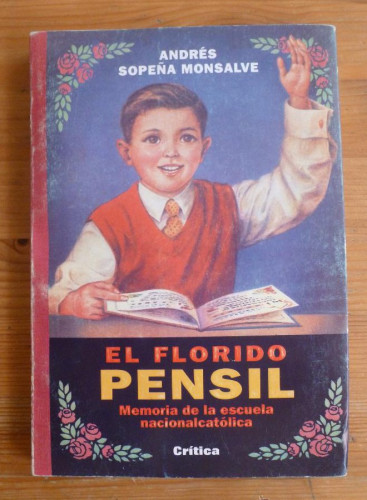 ANDRÉS
SOPEÑA MONSALVE
EL FLORIDO
PENSIL
Memoria de la escuela
nacionalcatólica
Crítica